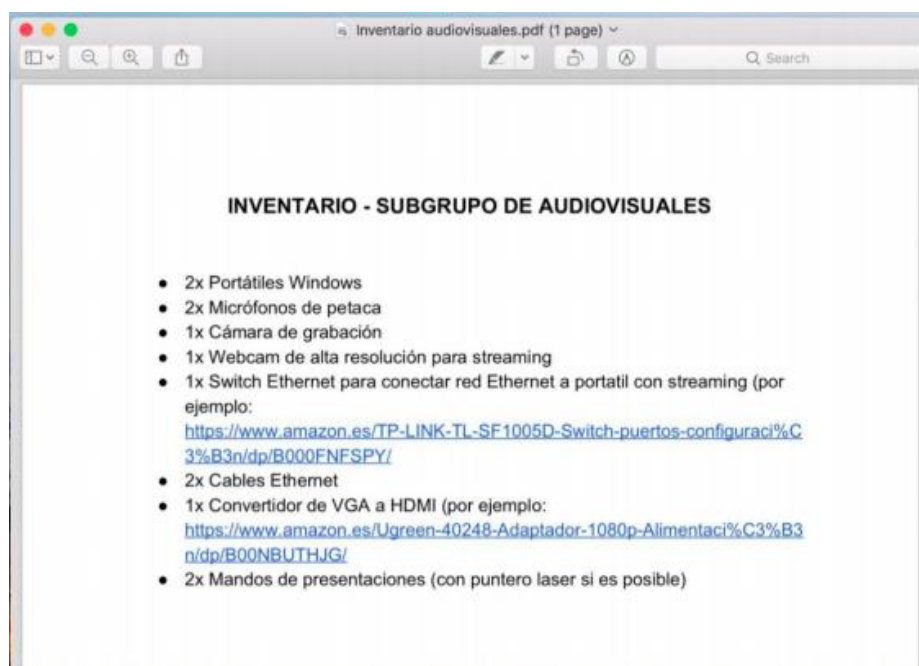 Inventario audiovisuales.pdf (1 page)
Search
INVENTARIO - SUBGRUPO DE AUDIOVISUALES
● 2x Portátiles Windows
● 2x Micrófonos de petaca
● 1x Cámara de grabación
● 1x Webcam de alta resolución para streaming
● 1x Switch Ethernet para conectar red Ethernet a portatil con streaming (por
ejemplo:
https://www.amazon.es/TP-LINK-TL-SF1005D-Switch-puertos-configuraci%C
3%B3n/dp/B000FNFSPY/
● 2x Cables Ethernet
● 1x Convertidor de VGA a HDMI (por ejemplo:
https://www.amazon.es/Ugreen-40248-Adaptador-1080p-Alimentaci%C3%B3
n/dp/B00NBUTHJG/
● 2x Mandos de presentaciones (con puntero laser si es posible)